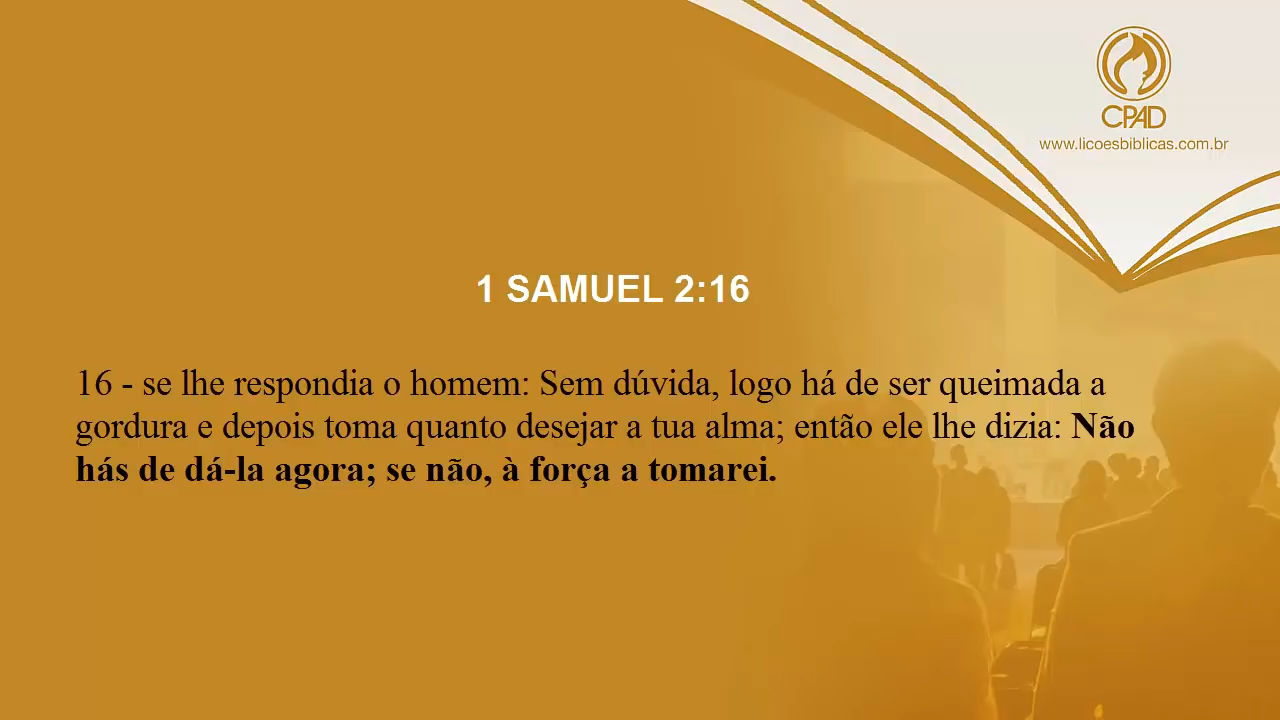 CPAD
www.licoesbiblicas.com.br
1 SAMUEL 2:16
16 - se lhe respondia o homem: Sem dúvida, logo há de ser queimada a
gordura e depois toma quanto desejar a tua alma; então ele lhe dizia: Não
hás de dá-la agora; se não, à força a tomarei.